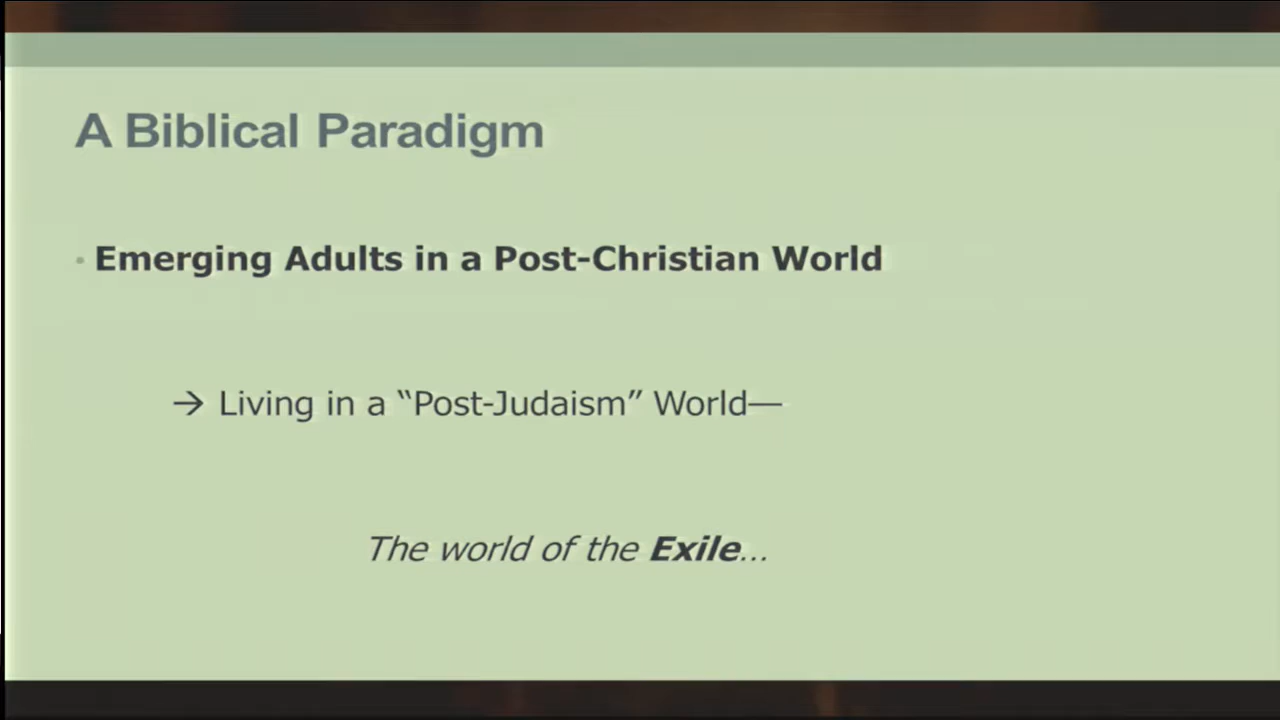 A Biblical Paradigm
• Emerging Adults in a Post-Christian World
→ Living in a “Post-Judaism” World—
The world of the Exile…